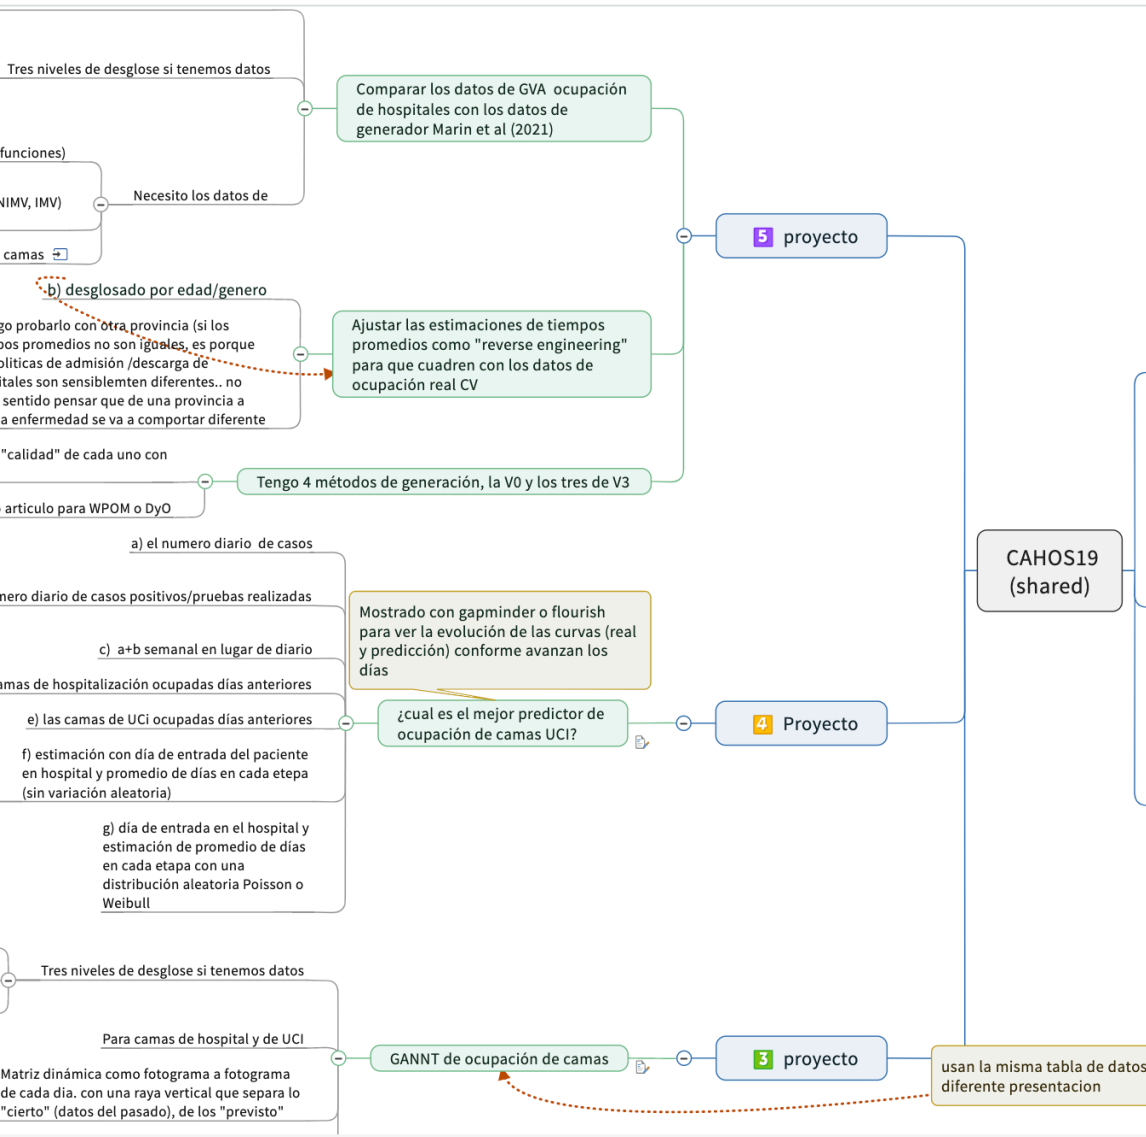 Tres niveles de desglose si tenemos datos
Comparar los datos de GVA ocupación
de hospitales con los datos de
generador Marin et al (2021)
funciones)
NIMV, IMV)
Necesito los datos de
camas
5 proyecto
b) desglosado por edad/genero
go probarlo con otra provincia (si los
pos promedios no son iguales, es porque
oliticas de admisión /descarga de
itales son sensiblemten diferentes.. no
sentido pensar que de una provincia a
a enfermedad se va a comportar diferente
Ajustar las estimaciones de tiempos
promedios como "reverse engineering"
para que cuadren con los datos de
ocupación real CV
"calidad" de cada uno con
articulo para WPOM o DyO
Tengo 4 métodos de generación, la V0 y los tres de V3
CAHOS19
(shared)
a) el numero diario de casos
mero diario de casos positivos/pruebas realizadas
c) a+b semanal en lugar de diario
amas de hospitalización ocupadas días anteriores
e) las camas de UCi ocupadas días anteriores
f) estimación con día de entrada del paciente
en hospital y promedio de días en cada etepa
(sin variación aleatoria)
g) día de entrada en el hospital y
estimación de promedio de días
en cada etapa con una
distribución aleatoria Poisson o
Weibull
Mostrado con gapminder o flourish
para ver la evolución de las curvas (real
y predicción) conforme avanzan los
días
¿cual es el mejor predictor de
ocupación de camas UCI?
4 Proyecto
Tres niveles de desglose si tenemos datos
Para camas de hospital y de UCI
Matriz dinámica como fotograma a fotograma
de cada dia. con una raya vertical que separa lo
"cierto" (datos del pasado), de los "previsto"
GANNT de ocupación de camas
3 proyecto
usan la misma tabla de datos
diferente presentacion